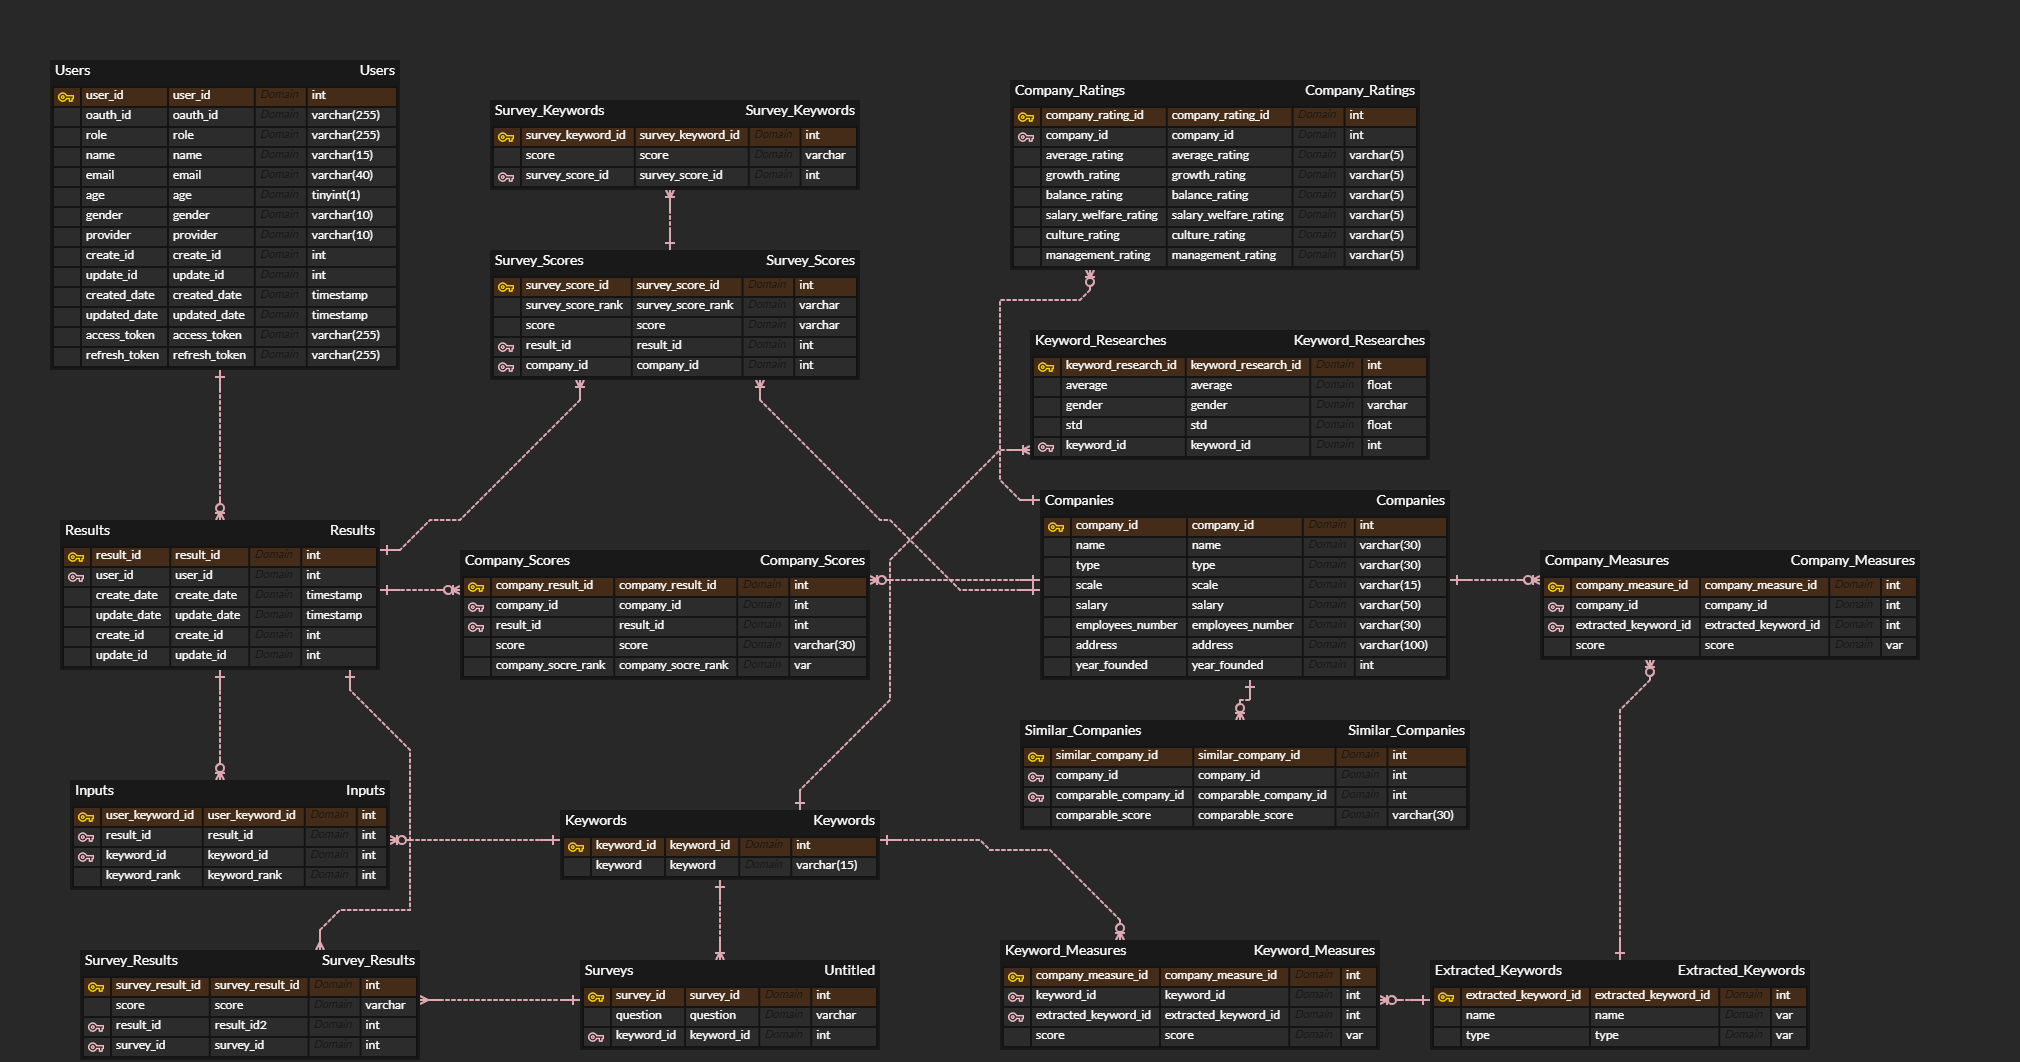 Users Users
user_id user_id Domain int
oauth_id oauth_id Domain varchar(255)
role role Domain varchar(255)
name name Domain varchar(15)
email email Domain varchar(40)
age age Domain tinyint(1)
gender gender Domain varchar(10)
provider provider Domain varchar(10)
create_id create_id Domain int
update_id update_id Domain int
created_date created_date Domain timestamp
updated_date updated_date Domain timestamp
access_token access_token Domain varchar(255)
refresh_token refresh_token Domain varchar(255)
Survey_Keywords Survey_Keywords
survey_keyword_id survey_keyword_id Domain int
score score Domain varchar
survey_score_id survey_score_id Domain int
Survey_Scores Survey_Scores
survey_score_id survey_score_id Domain int
survey_score_rank survey_score_rank Domain varchar
score score Domain varchar
result_id result_id Domain int
company_id company_id Domain int
Company_Ratings Company_Ratings
company_rating_id company_rating_id Domain int
company_id company_id Domain int
average_rating average_rating Domain varchar(5)
growth_rating growth_rating Domain varchar(5)
balance_rating balance_rating Domain varchar(5)
salary_welfare_rating salary_welfare_rating Domain varchar(5)
culture_rating culture_rating Domain varchar(5)
management_rating management_rating Domain varchar(5)
Keyword_Researches Keyword_Researches
keyword_research_id keyword_research_id Domain int
average average Domain float
gender gender Domain varchar
std std Domain float
keyword_id keyword_id Domain int
Results Results
result_id result_id Domain int
user_id user_id Domain int
create_date create_date Domain timestamp
update_date update_date Domain timestamp
create_id create_id Domain int
update_id update_id Domain int
Company_Scores Company_Scores
company_result_id company_result_id Domain int
company_id company_id Domain int
result_id result_id Domain int
score score Domain varchar(30)
company_socre_rank company_socre_rank Domain var
Companies Companies
company_id company_id Domain int
name name Domain varchar(30)
type type Domain varchar(30)
scale scale Domain varchar(15)
salary salary Domain varchar(50)
employees_number employees_number Domain varchar(30)
address address Domain varchar(100)
year_founded year_founded Domain int
Company_Measures Company_Measures
company_measure_id company_measure_id Domain int
company_id company_id Domain int
extracted_keyword_id extracted_keyword_id Domain int
score score Domain var
Similar_Companies Similar_Companies
similar_company_id similar_company_id Domain int
company_id company_id Domain int
comparable_company_id comparable_company_id Domain int
comparable_score comparable_score Domain varchar(30)
Inputs Inputs
user_keyword_id user_keyword_id Domain int
result_id result_id Domain int
keyword_id keyword_id Domain int
keyword_rank keyword_rank Domain int
Keywords Keywords
keyword_id keyword_id Domain int
keyword keyword Domain varchar(15)
Survey_Results Survey_Results
survey_result_id survey_result_id Domain int
score score Domain varchar
result_id result_id2 Domain int
survey_id survey_id Domain int
Surveys Untitled
survey_id survey_id Domain int
question question Domain varchar
keyword_id keyword_id Domain int
Keyword_Measures Keyword_Measures
company_measure_id company_measure_id Domain int
keyword_id keyword_id Domain int
extracted_keyword_id extracted_keyword_id Domain int
score score Domain var
Extracted_Keywords Extracted_Keywords
extracted_keyword_id extracted_keyword_id Domain int
name name Domain var
type type Domain var